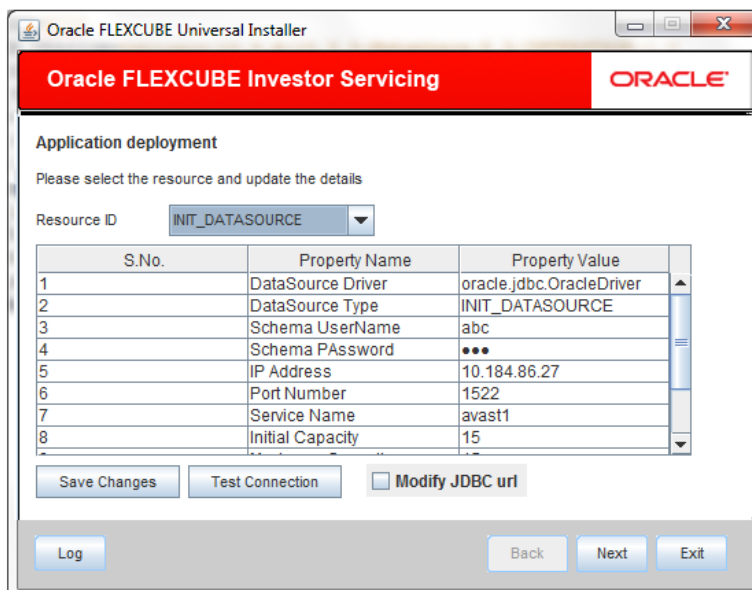 Oracle FLEXCUBE Universal Installer
Oracle FLEXCUBE Investor Servicing
ORACLE
Application deployment
Please select the resource and update the details
Resource ID INIT_DATASOURCE
S.No. Property Name Property Value
1 DataSource Driver oracle.jdbc.OracleDriver
2 DataSource Type INIT_DATASOURCE
3 Schema UserName abc
4 Schema PAssword •••
5 IP Address 10.184.86.27
6 Port Number 1522
7 Service Name avast1
8 Initial Capacity 15
Save Changes Test Connection Modify JDBC url
Log Back Next Exit